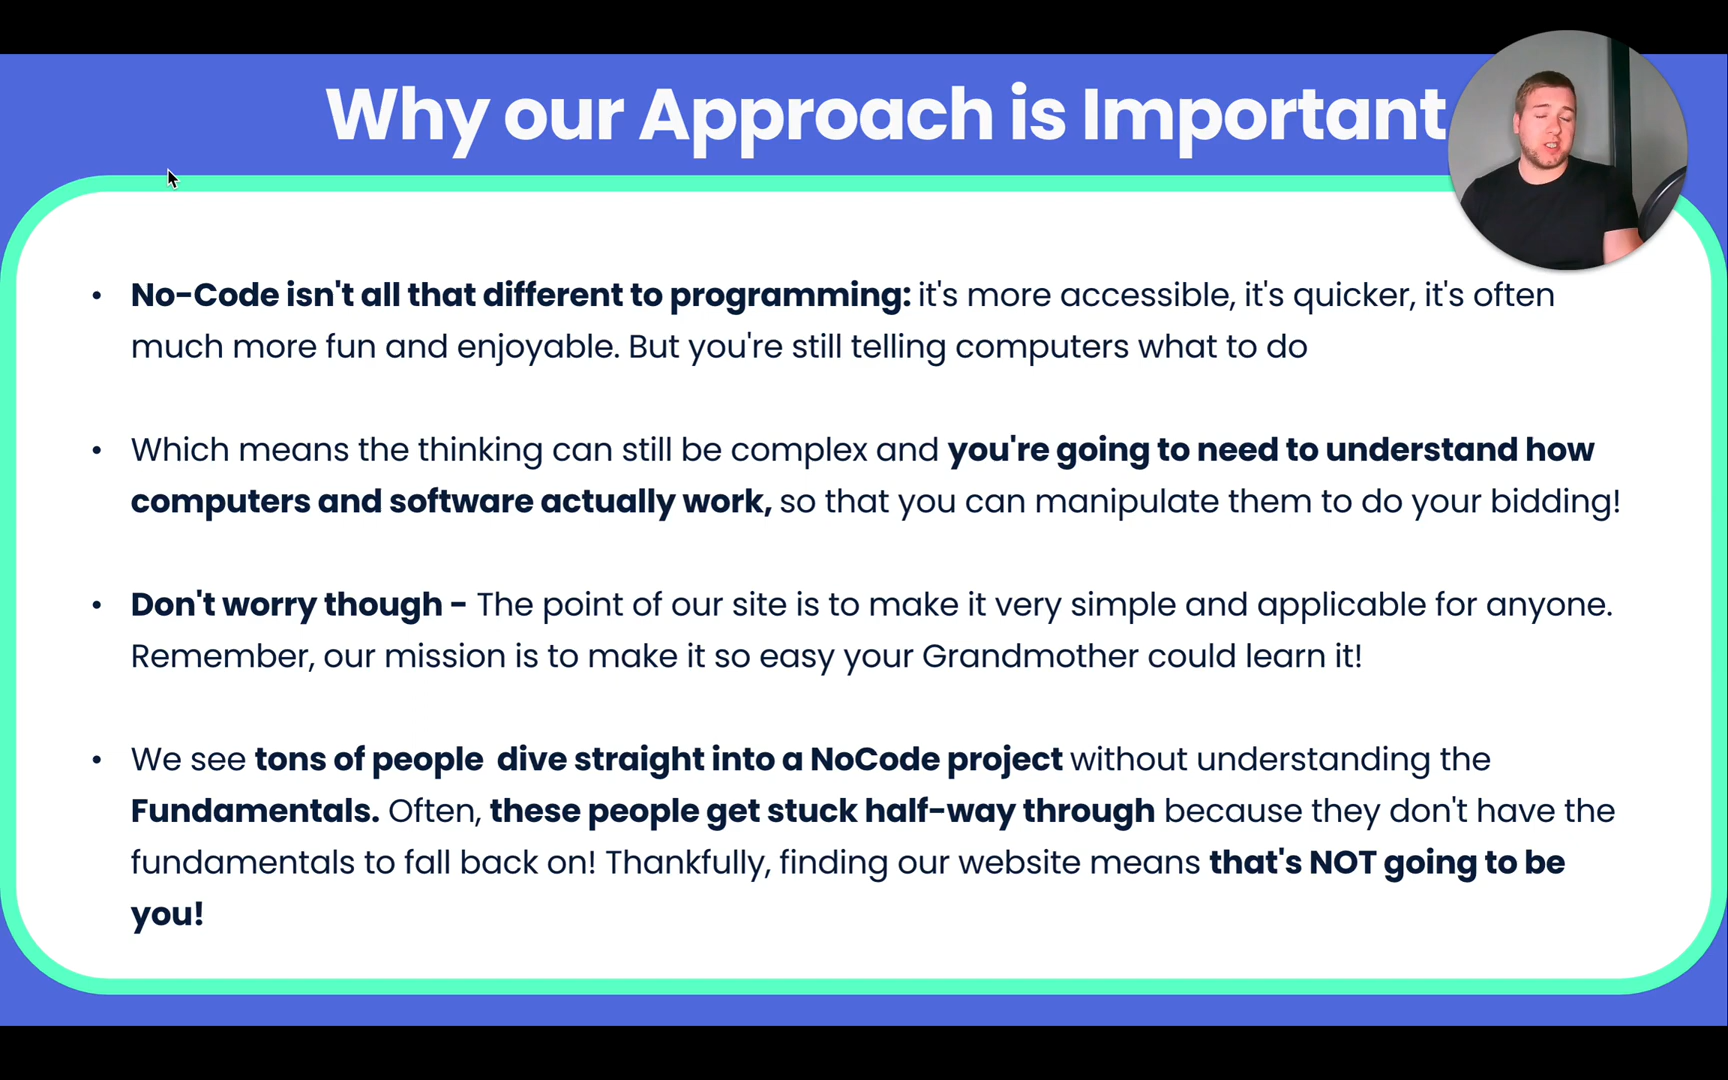 Why our Approach is Important
• No-Code isn't all that different to programming: it's more accessible, it's quicker, it's often
much more fun and enjoyable. But you're still telling computers what to do
• Which means the thinking can still be complex and you're going to need to understand how
computers and software actually work, so that you can manipulate them to do your bidding!
• Don't worry though - The point of our site is to make it very simple and applicable for anyone.
Remember, our mission is to make it so easy your Grandmother could learn it!
• We see tons of people  dive straight into a NoCode project without understanding the
Fundamentals. Often, these people get stuck half-way through because they don't have the
fundamentals to fall back on! Thankfully, finding our website means that's NOT going to be
you!